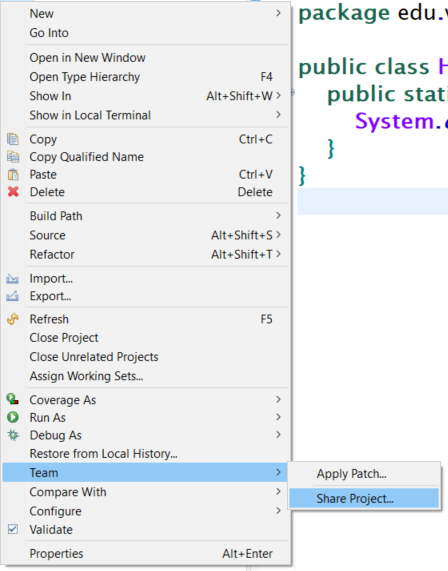 New
Go Into
Open in New Window
Open Type Hierarchy F4
Show In Alt+Shift+W >
Show in Local Terminal >
Copy Ctrl+C
Copy Qualified Name
Paste Ctrl+V
Delete Delete
Build Path >
Source Alt+Shift+S >
Refactor Alt+Shift+T >
Import...
Export...
Refresh F5
Close Project
Close Unrelated Projects
Assign Working Sets...
Coverage As >
Run As >
Debug As >
Restore from Local History...
Team >
Compare With >
Configure >
Validate
Properties Alt+Enter
Apply Patch...
Share Project...
package edu.v
public class H
public stati
System.
}
}